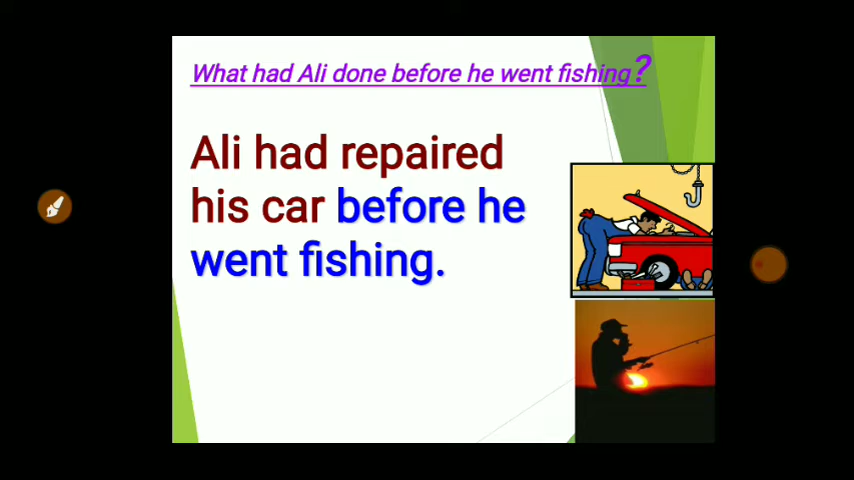 What had Ali done before he went fishing?
Ali had repaired
his car before he
went fishing.